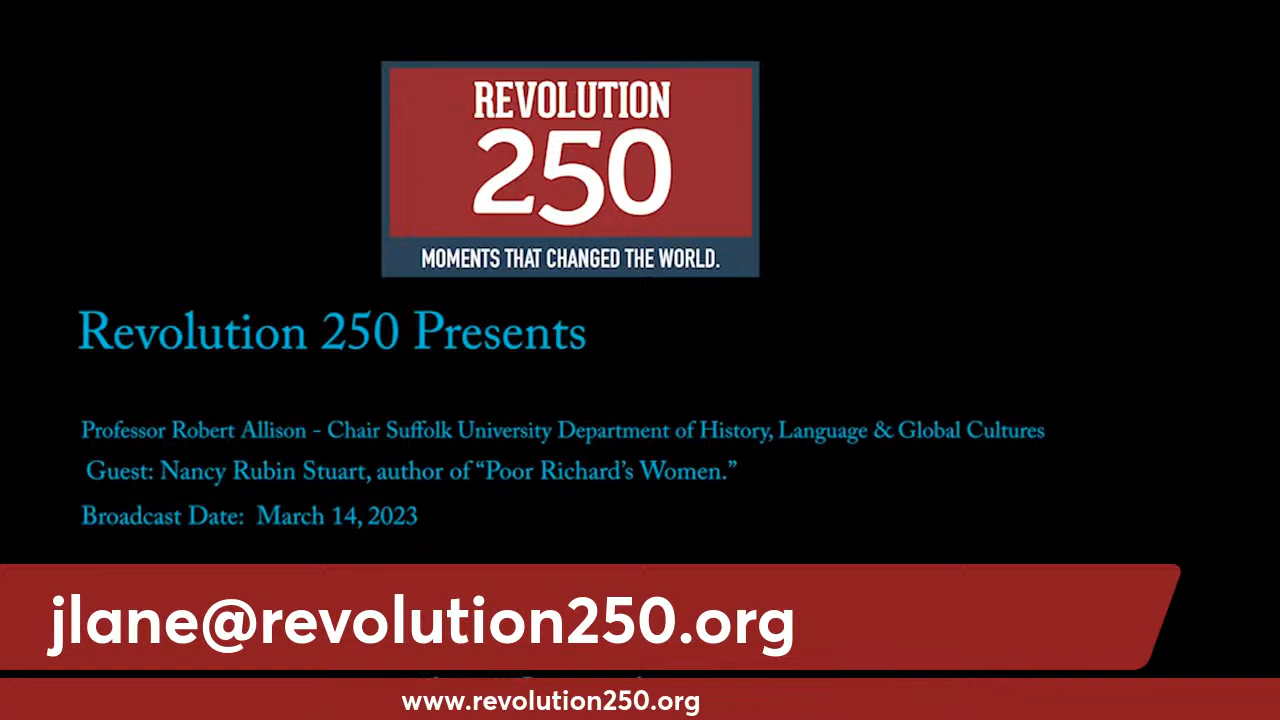 REVOLUTION
250
MOMENTS THAT CHANGED THE WORLD.
Revolution 250 Presents
Professor Robert Allison - Chair Suffolk University Department of History, Language & Global Cultures
Guest: Nancy Rubin Stuart, author of “Poor Richard’s Women.”
Broadcast Date: March 14, 2023
jlane@revolution250.org
www.revolution250.org